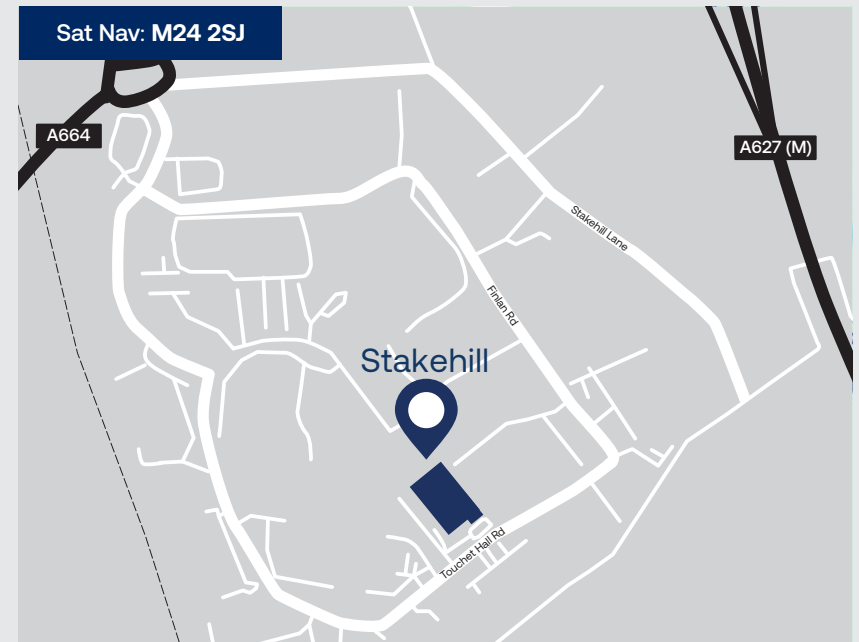 Sat Nav: M24 2SJ
A664
A627 (M)
Stakehill Lane
Finlan Rd
Stakehill
Touchet Hall Rd